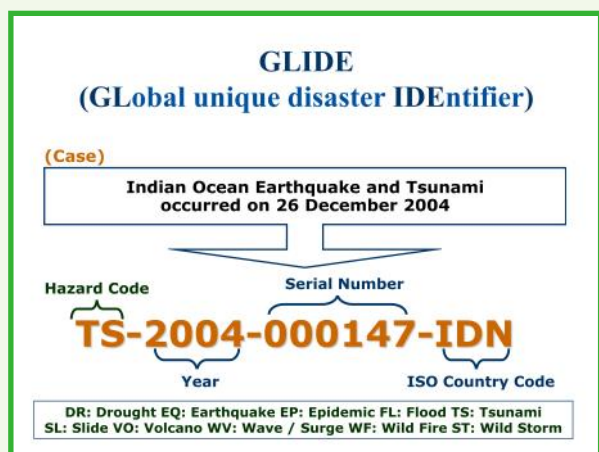 GLIDE
(GLobal unique disaster IDEntifier)
(Case)
Indian Ocean Earthquake and Tsunami
occurred on 26 December 2004
Serial Number
Hazard Code
TS-2004-000147-IDN
Year
ISO Country Code
DR: Drought EQ: Earthquake EP: Epidemic FL: Flood TS: Tsunami
SL: Slide VO: Volcano WV: Wave / Surge WF: Wild Fire ST: Wild Storm